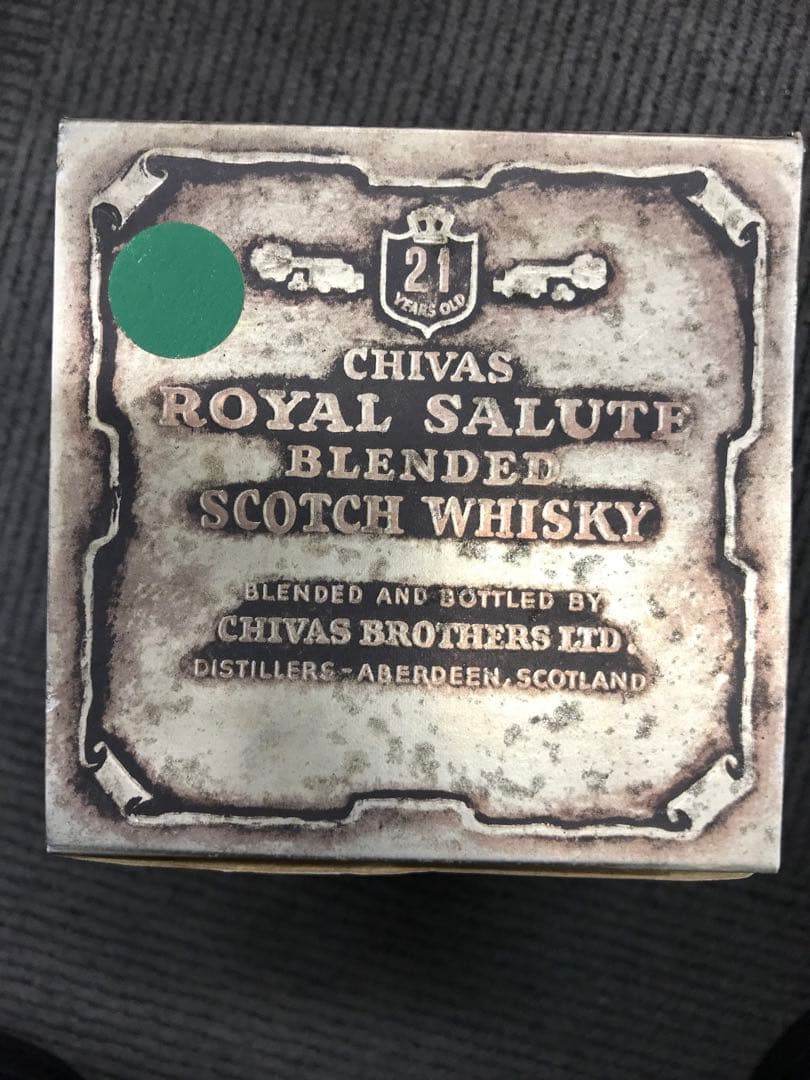 21
YEARS OLD
CHIVAS
ROYAL SALUTE
BLENDED
SCOTCH WHISKY
BLENDED AND BOTTLED BY
CHIVAS BROTHERS LTD.
DISTILLERS-ABERDEEN, SCOTLAND